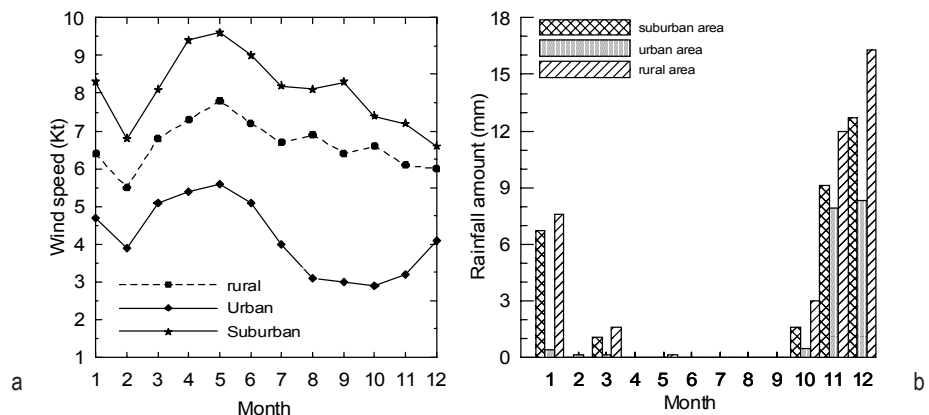 10
9
8
7
6
5
4
3
2
1
Wind speed (Kt)
rural
Urban
Suburban
1 2 3 4 5 6 7 8 9 10 11 12
Month
a
suburban area
urban area
rural area
18
15
12
9
6
3
0
Rainfall amount (mm)
1 2 3 4 5 6 7 8 9 10 11 12
Month
b